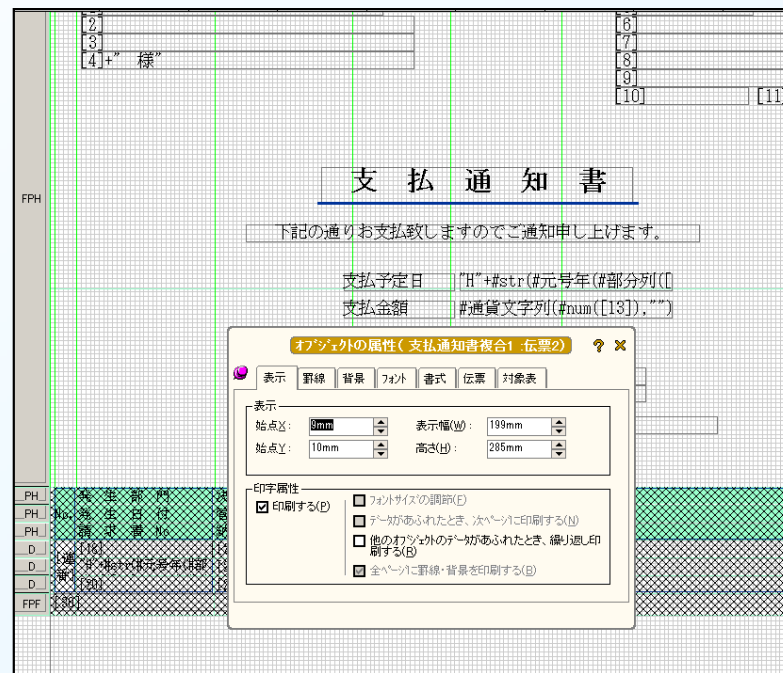 [2]
[3]
[4]+" 様"
[6]
[7]
[8]
[9]
[10] [11]
FPH
支 払 通 知 書
下記の通りお支払致しますのでご通知申し上げます。
支払予定日 "H"+#str(#元号年(#部分列([
支払金額 #通貨文字列(#num([13]),"")
オブジェクトの属性( 支払通知書複合1 :伝票2)
表示 罫線 背景 フォント 書式 伝票 対象表
表示
始点X: 9mm 表示幅(W): 199mm
始点Y: 10mm 高さ(H): 285mm
印字属性
印刷する(P)
フォントサイズの調節(F)
データがあふれたとき、次ページに印刷する(N)
他のオブジェクトのデータがあふれたとき、繰り返し印刷する(R)
全ページに罫線・背景を印刷する(B)
PH 発 生 部 門
PH No. 発 生 日 付
PH 請 求 書 No
D [18]
D [連番] "H"+#str(#元号年(#部
D [20]
FPF